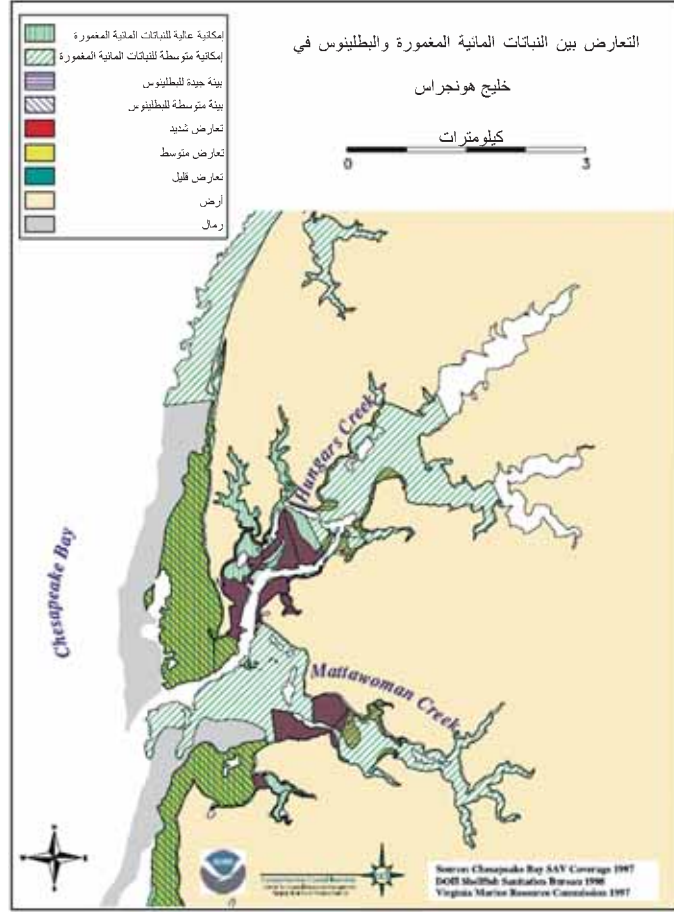 إمكانية عالية للنباتات المائية المغمورة
إمكانية متوسطة للنباتات المائية المغمورة
بيئة جيدة للبطلينوس
بيئة متوسطة للبطلينوس
تعارض شديد
تعارض متوسط
تعارض قليل
أرض
رمال
التعارض بين النباتات المائية المغمورة والبطلينوس في
خليج هونجراس
كيلومترات
0 3
Hungars Creek
Chesapeake Bay
Mattawoman Creek
Source: Chesapeake Bay SAV Coverage 1997
DOH Shellfish Sanitation Bureau 1998
Virginia Marine Resources Commission 1997